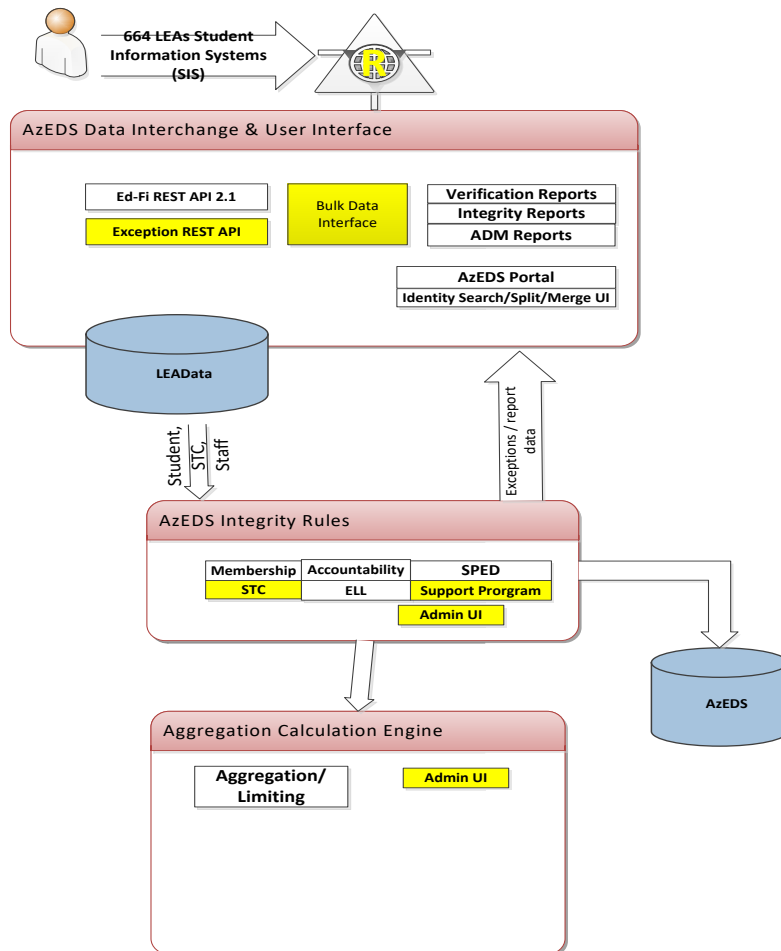 664 LEAs Student
Information Systems
(SIS)
R
AzEDS Data Interchange & User Interface
Ed-Fi REST API 2.1
Exception REST API
Bulk Data
Interface
Verification Reports
Integrity Reports
ADM Reports
AzEDS Portal
Identity Search/Split/Merge UI
LEAData
Student,
STC,
Staff
Exceptions / report
data
AzEDS Integrity Rules
Membership
Accountability
SPED
STC
ELL
Support Prorgram
Admin UI
AzEDS
Aggregation Calculation Engine
Aggregation/
Limiting
Admin UI